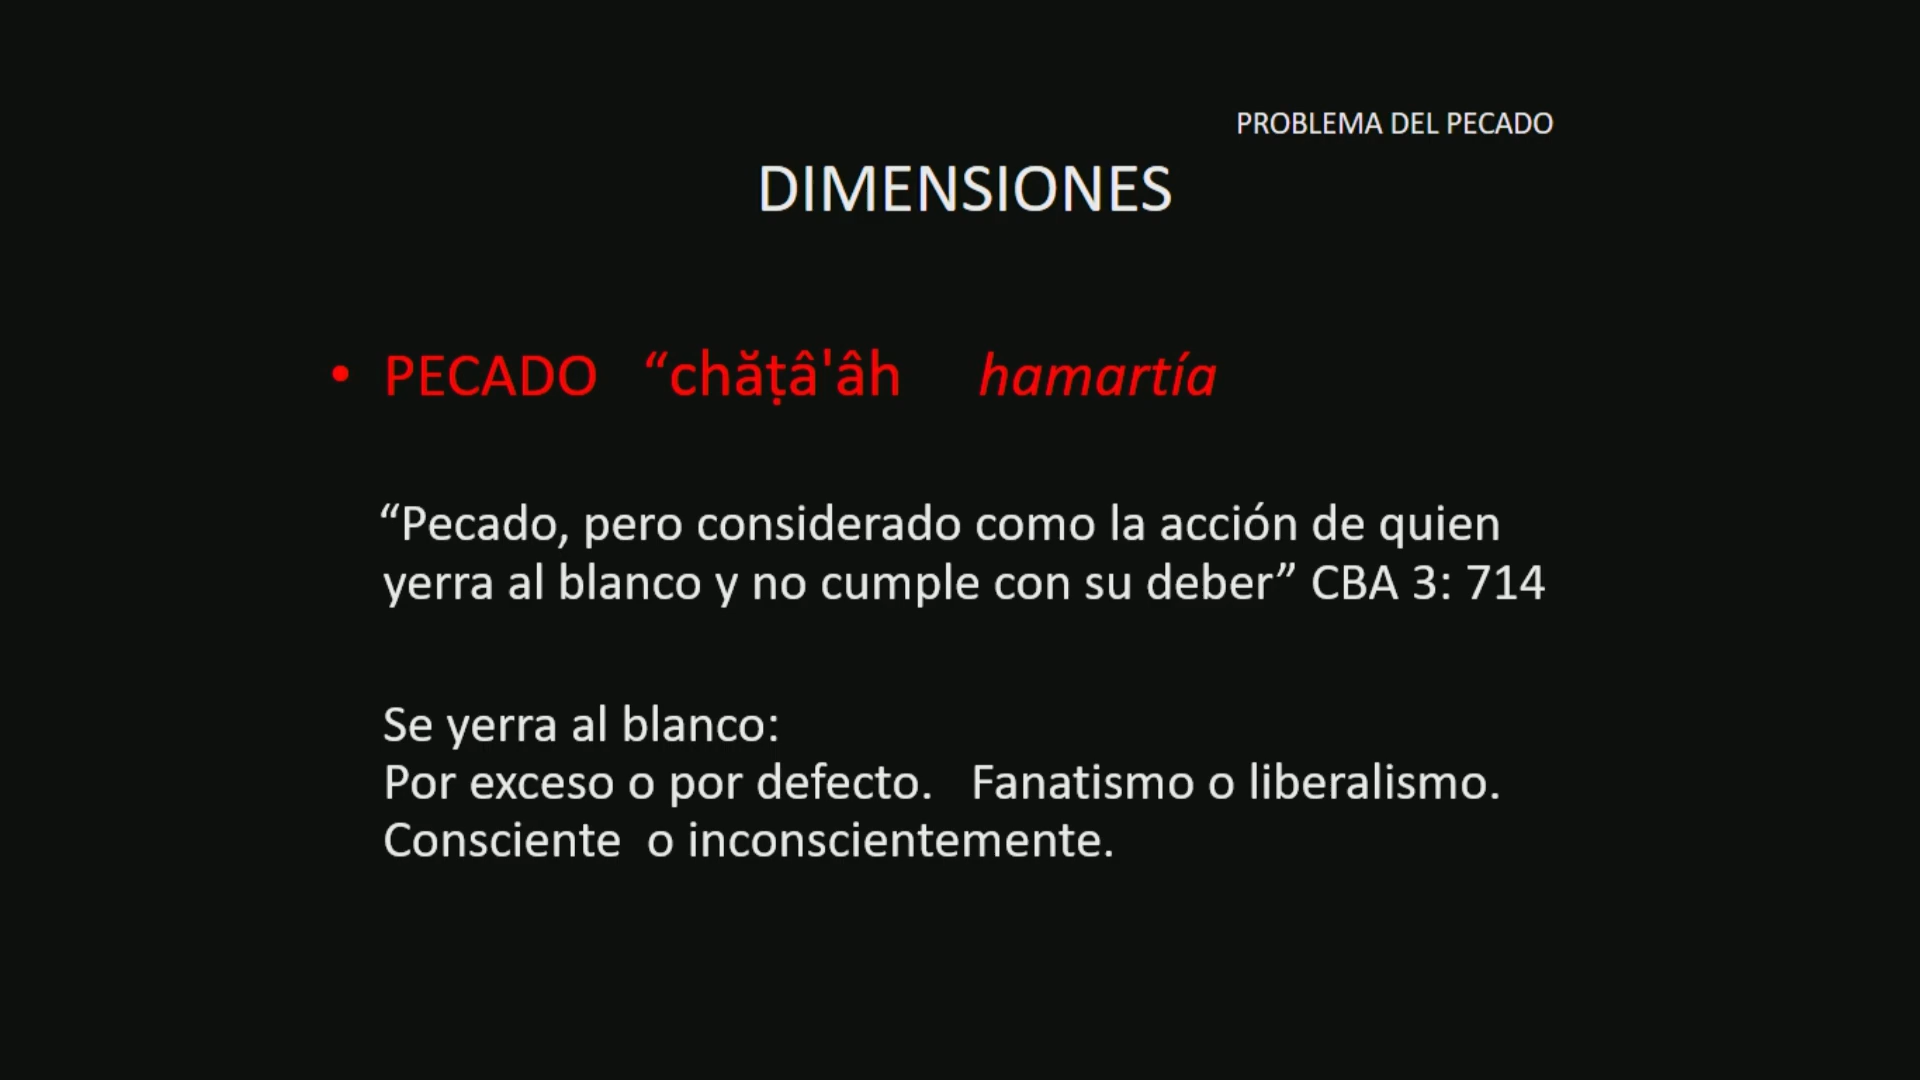 PROBLEMA DEL PECADO
DIMENSIONES
• PECADO “chăṭâ'âh hamartía
“Pecado, pero considerado como la acción de quien
yerra al blanco y no cumple con su deber” CBA 3: 714
Se yerra al blanco:
Por exceso o por defecto. Fanatismo o liberalismo.
Consciente o inconscientemente.